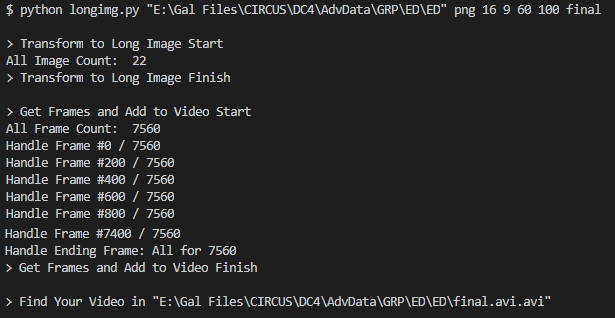 $ python longimg.py "E:\Gal Files\CIRCUS\DC4\AdvData\GRP\ED\ED" png 16 9 60 100 final
> Transform to Long Image Start
All Image Count:  22
> Transform to Long Image Finish
> Get Frames and Add to Video Start
All Frame Count:  7560
Handle Frame #0 / 7560
Handle Frame #200 / 7560
Handle Frame #400 / 7560
Handle Frame #600 / 7560
Handle Frame #800 / 7560
Handle Frame #7400 / 7560
Handle Ending Frame: All for 7560
> Get Frames and Add to Video Finish
> Find Your Video in "E:\Gal Files\CIRCUS\DC4\AdvData\GRP\ED\ED\final.avi.avi"